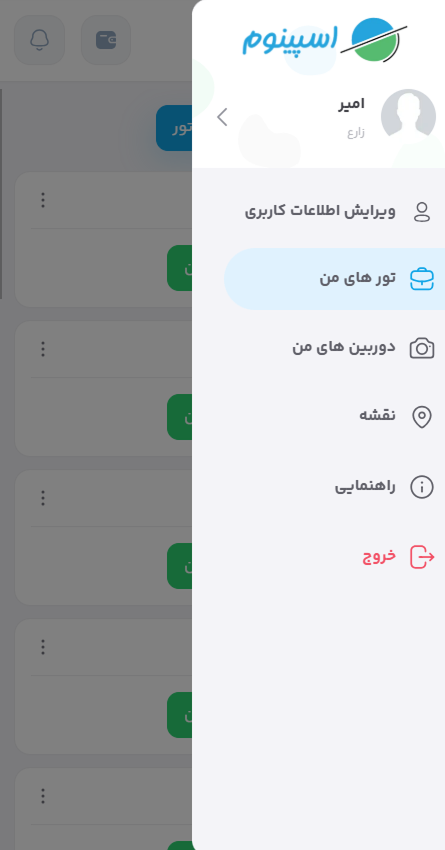 اسپینوم
امیر
زارع
ویرایش اطلاعات کاربری
تور های من
دوربین های من
نقشه
راهنمایی
خروج
تور